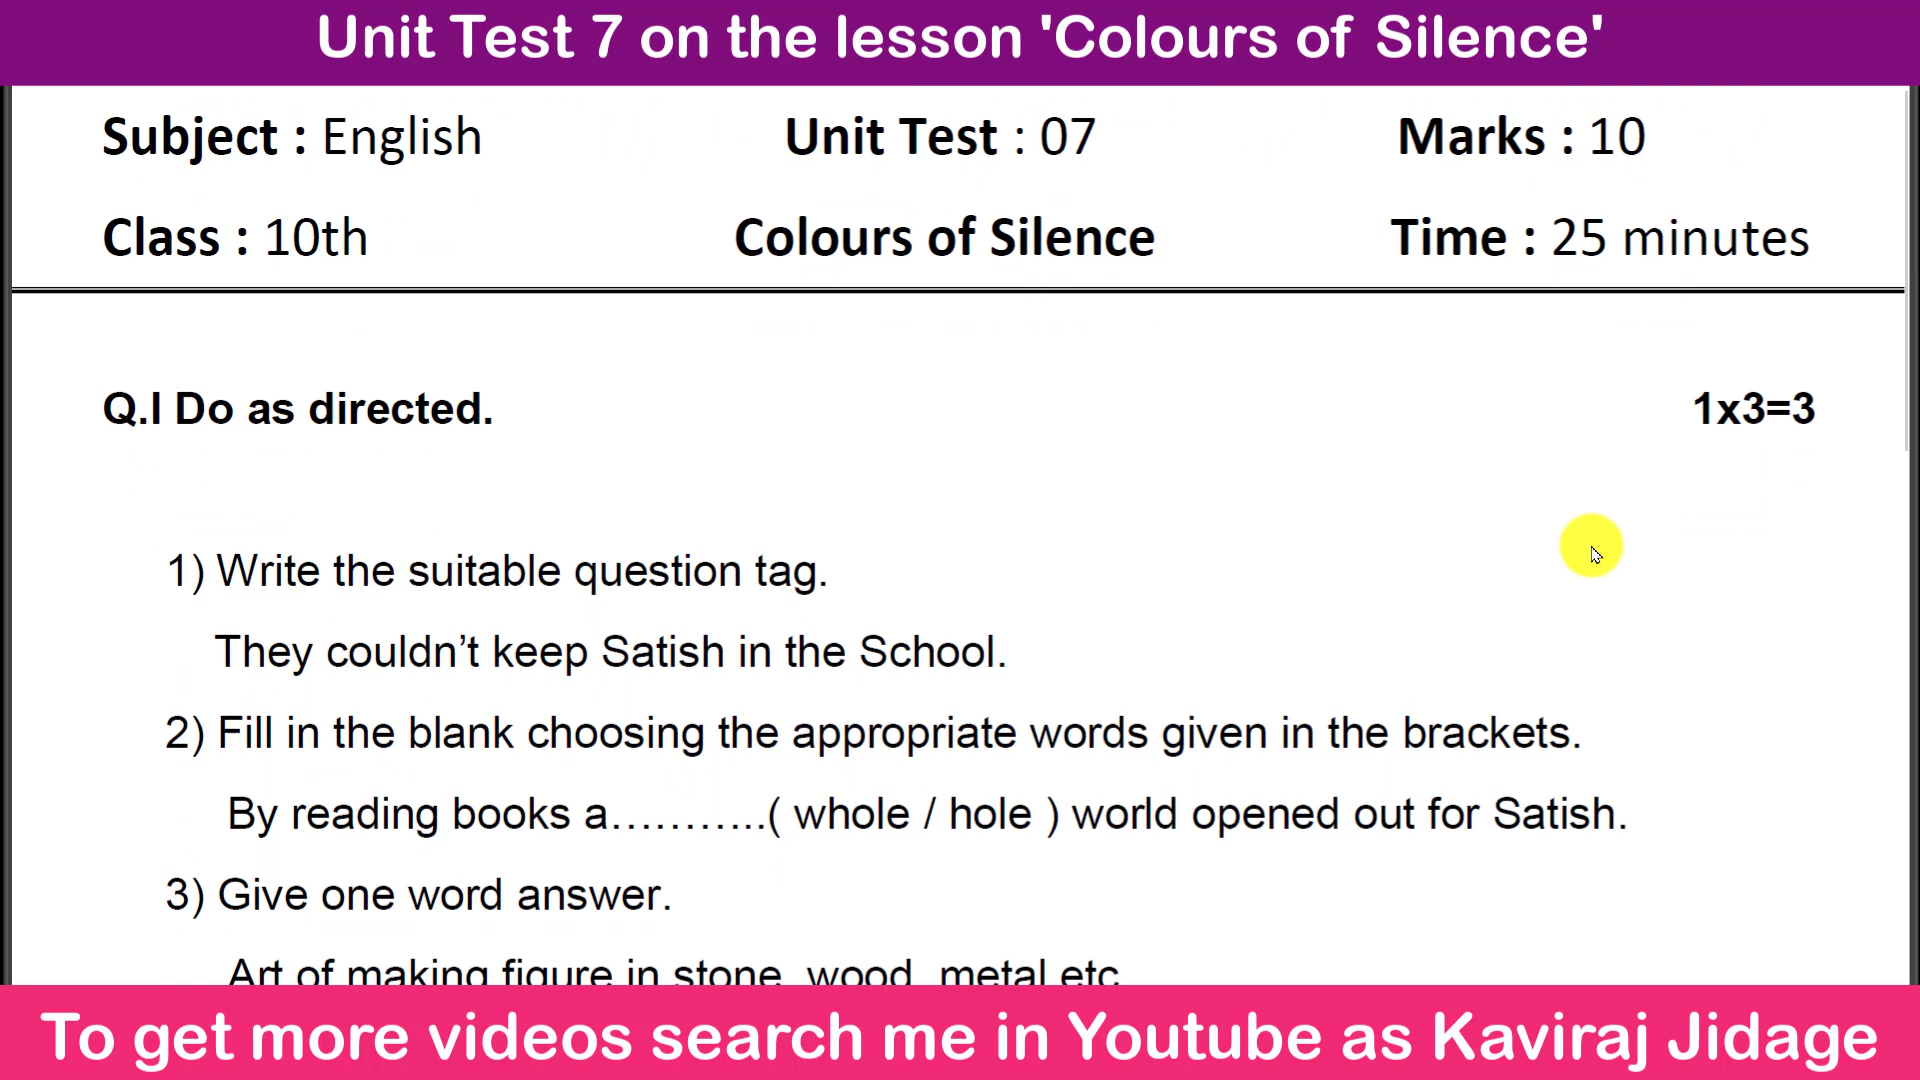 Unit Test 7 on the lesson 'Colours of Silence'
Subject : English Unit Test : 07 Marks : 10
Class : 10th Colours of Silence Time : 25 minutes
Q.I Do as directed. 1x3=3
1) Write the suitable question tag.
They couldn’t keep Satish in the School.
2) Fill in the blank choosing the appropriate words given in the brackets.
By reading books a………..( whole / hole ) world opened out for Satish.
3) Give one word answer.
Art of making figure in stone, wood, metal etc
To get more videos search me in Youtube as Kaviraj Jidage